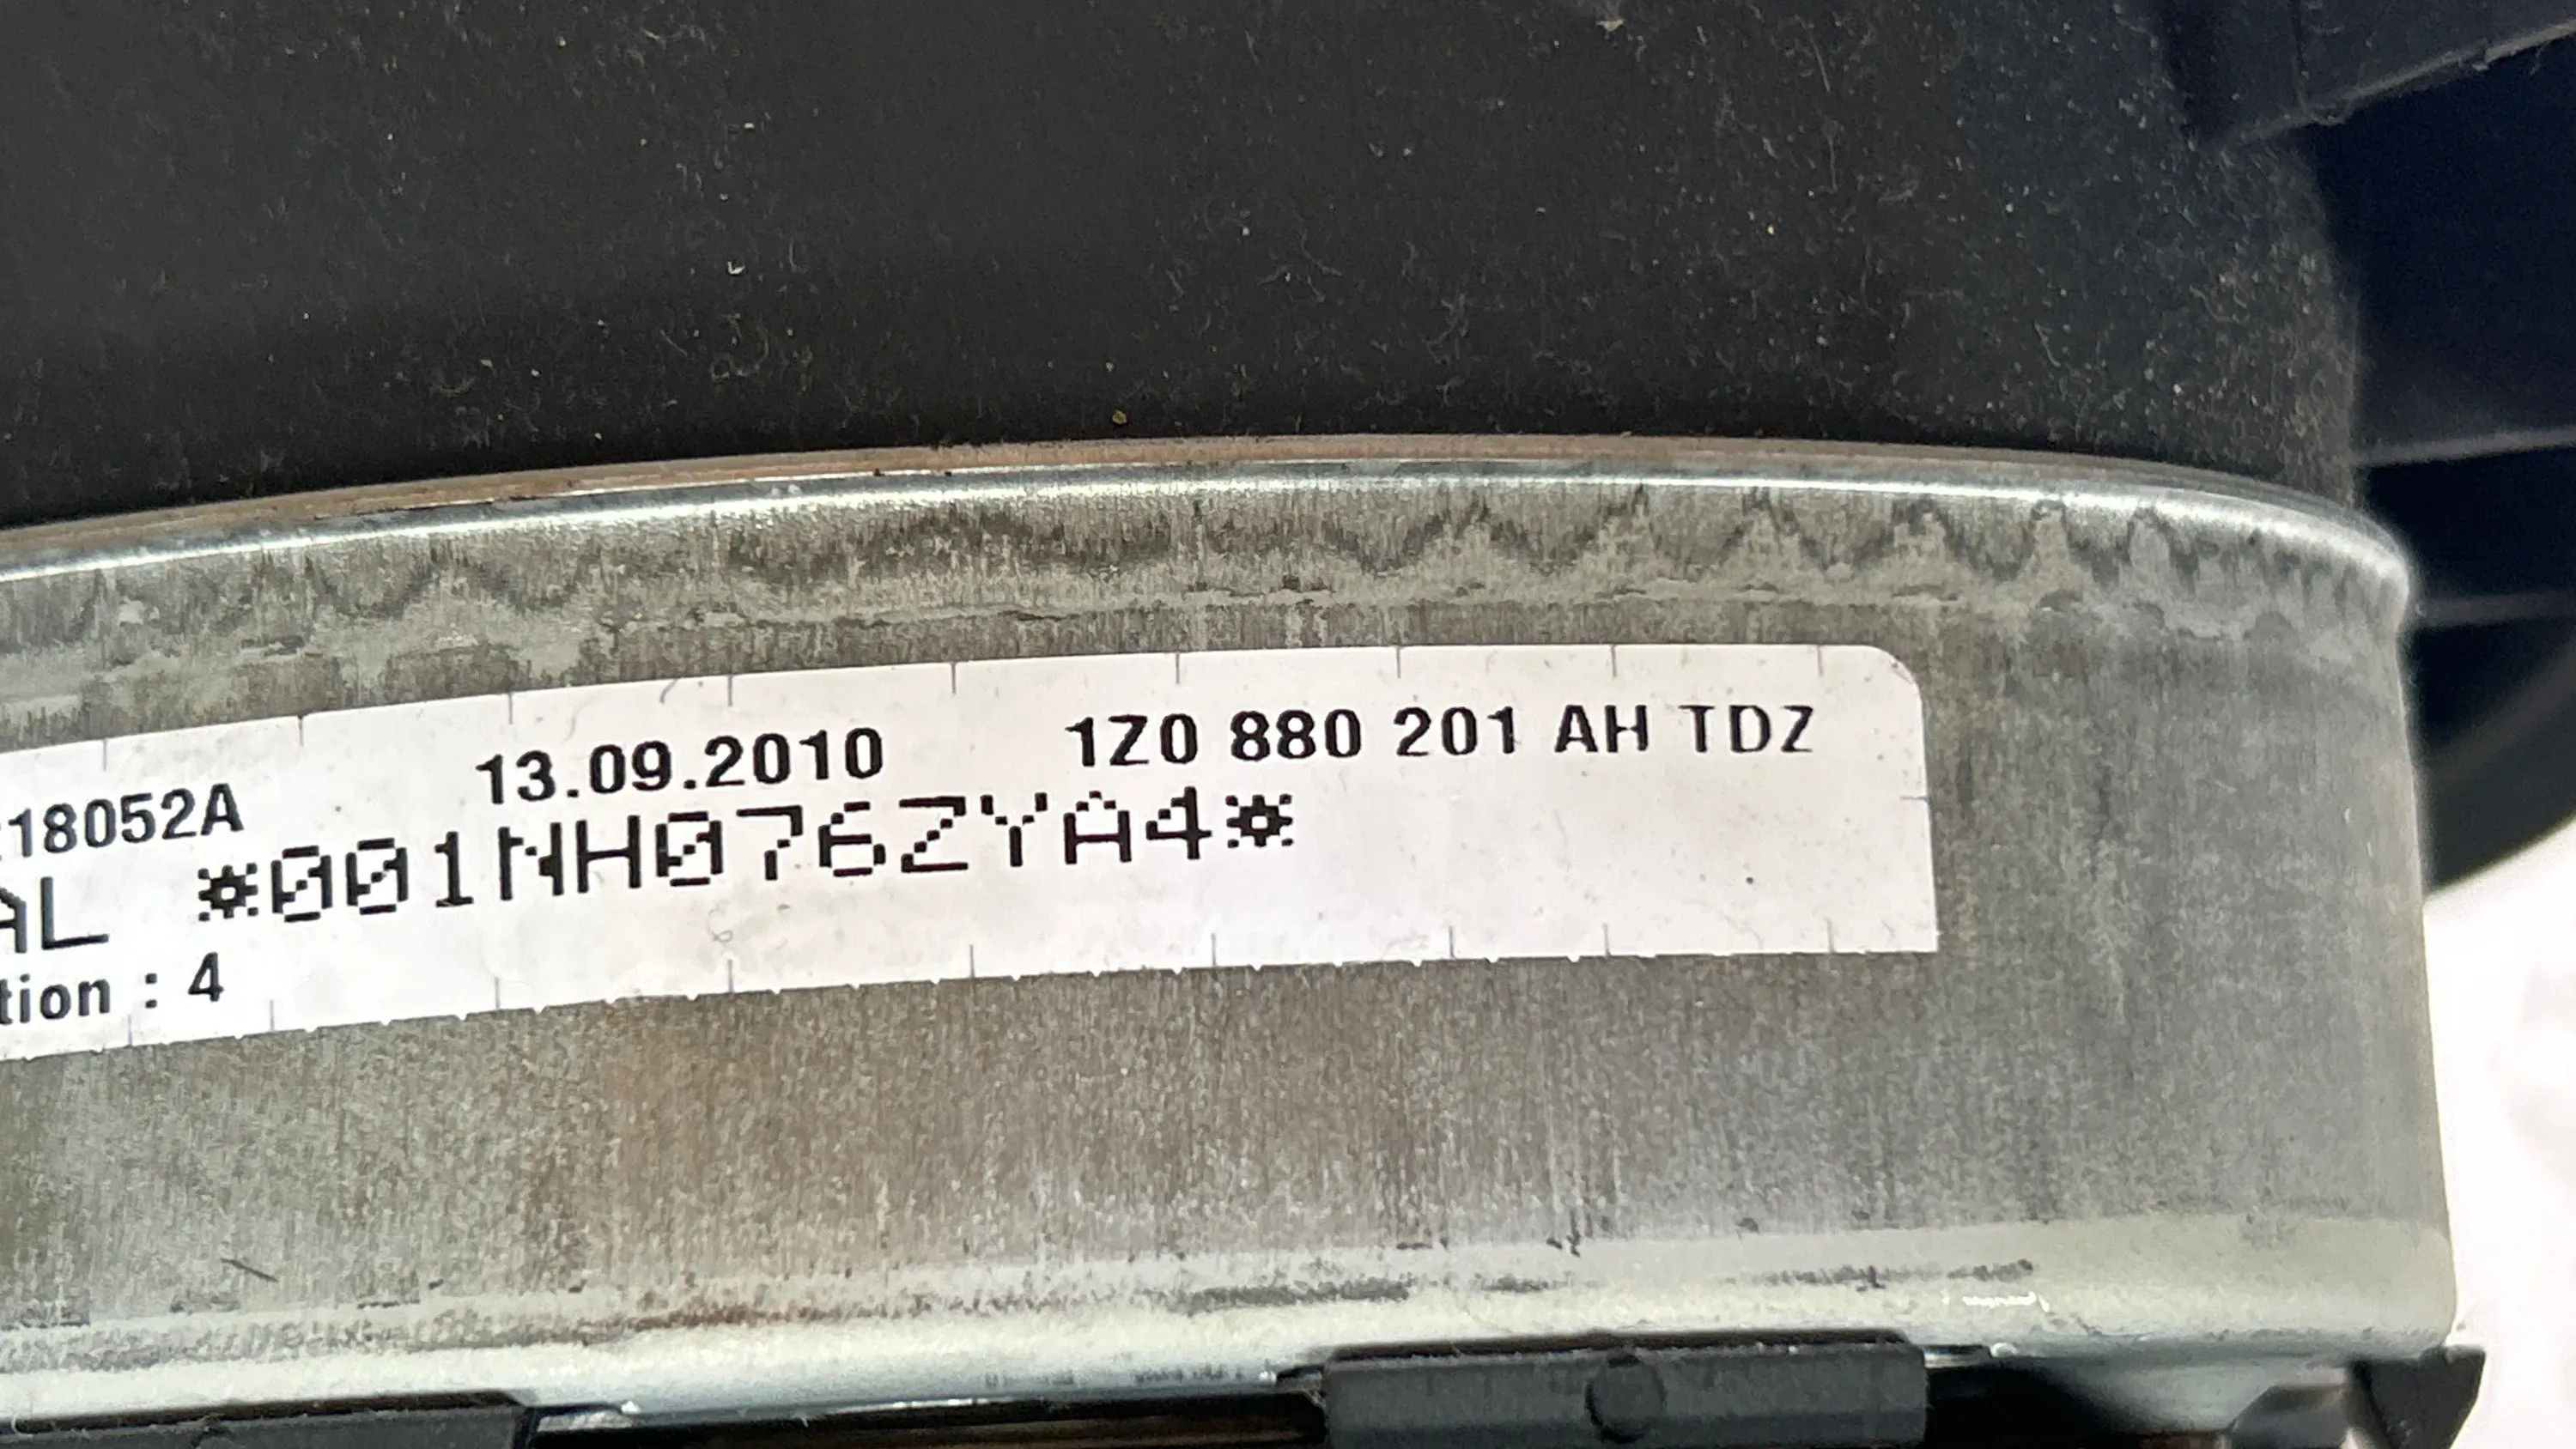 18052A 13.09.2010 1Z0 880 201 AH TDZ
AL *001NH076ZYA4*
tion : 4